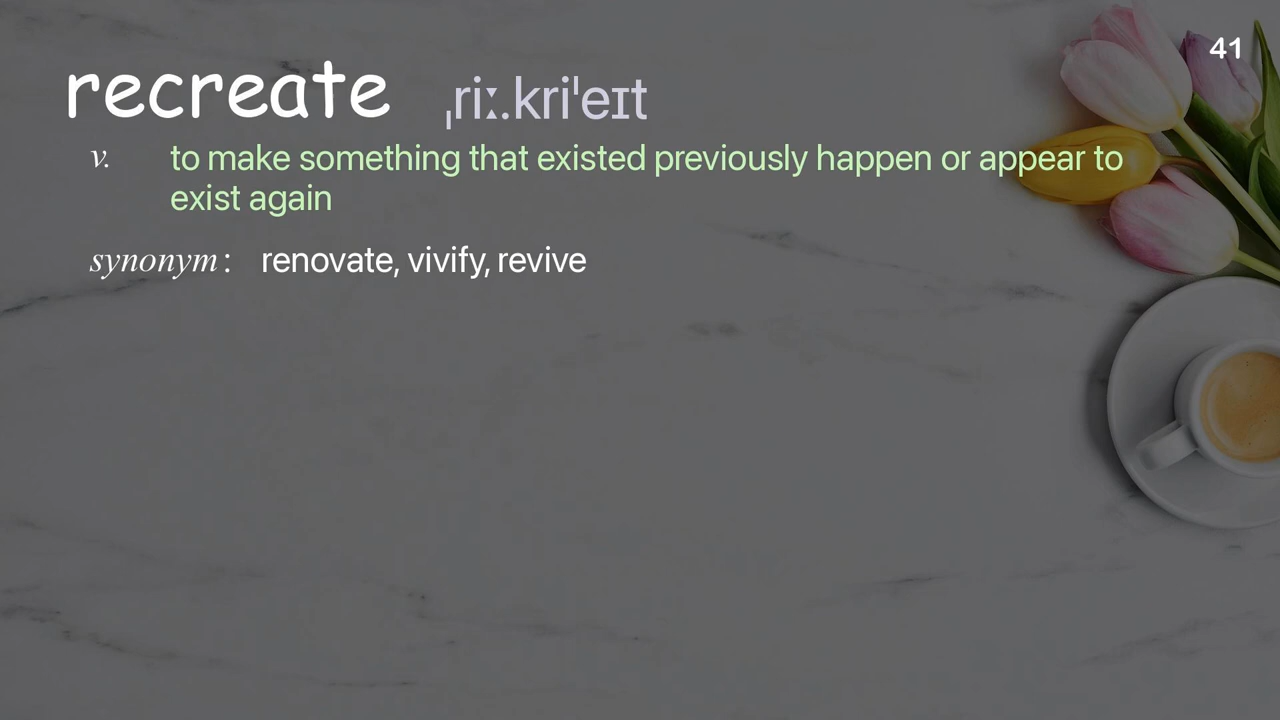 41
recreate ˌriː.kriˈeɪt
v. to make something that existed previously happen or appear to
exist again
synonym : renovate, vivify, revive